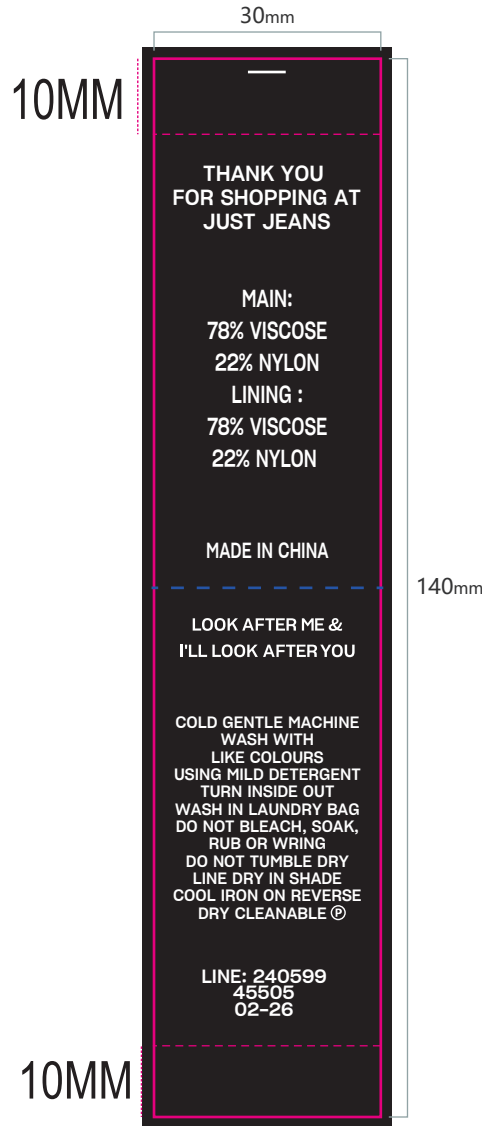 30mm
10MM
THANK YOU
FOR SHOPPING AT
JUST JEANS
MAIN:
78% VISCOSE
22% NYLON
LINING :
78% VISCOSE
22% NYLON
MADE IN CHINA
140mm
LOOK AFTER ME &
I'LL LOOK AFTER YOU
COLD GENTLE MACHINE
WASH WITH
LIKE COLOURS
USING MILD DETERGENT
TURN INSIDE OUT
WASH IN LAUNDRY BAG
DO NOT BLEACH, SOAK,
RUB OR WRING
DO NOT TUMBLE DRY
LINE DRY IN SHADE
COOL IRON ON REVERSE
DRY CLEANABLE Ⓟ
LINE: 240599
45505
02-26
10MM